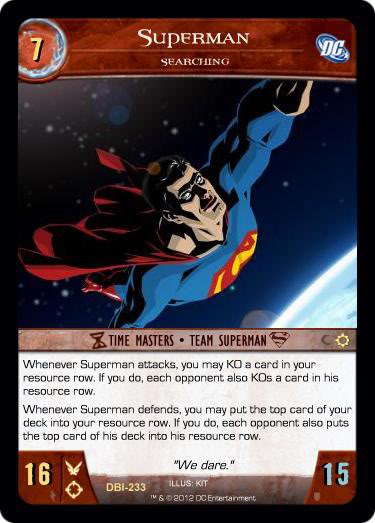 7
SUPERMAN
SEARCHING
DC
TIME MASTERS • TEAM SUPERMAN
Whenever Superman attacks, you may KO a card in your
resource row. If you do, each opponent also KOs a card in his
resource row.
Whenever Superman defends, you may put the top card of your
deck into your resource row. If you do, each opponent also puts
the top card of his deck into his resource row.
"We dare."
16
DBI-233
ILLUS: KIT
15
™ & © 2012 DC Entertainment